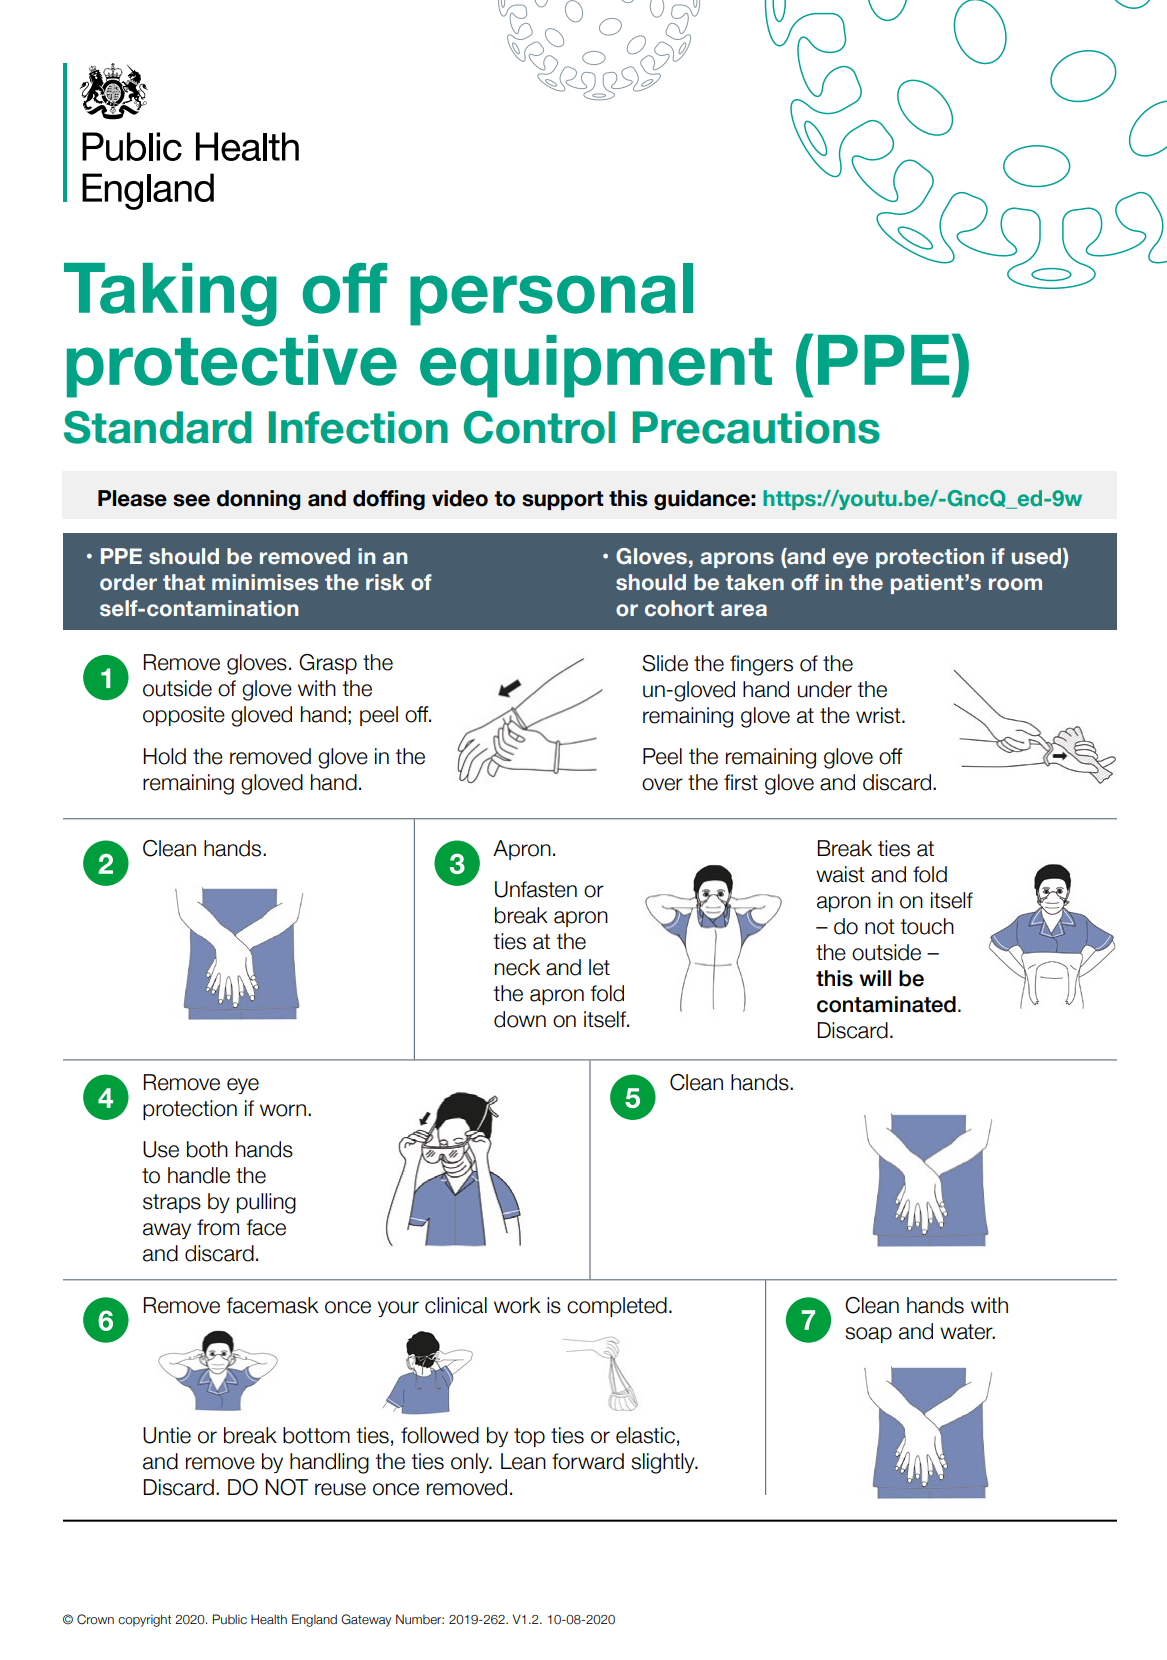 Public Health
England
Taking off personal
protective equipment (PPE)
Standard Infection Control Precautions
Please see donning and doffing video to support this guidance: https://youtu.be/-GncQ_ed-9w
• PPE should be removed in an
order that minimises the risk of
self-contamination
• Gloves, aprons (and eye protection if used)
should be taken off in the patient’s room
or cohort area
1
Remove gloves. Grasp the
outside of glove with the
opposite gloved hand; peel off.
Hold the removed glove in the
remaining gloved hand.
Slide the fingers of the
un-gloved hand under the
remaining glove at the wrist.
Peel the remaining glove off
over the first glove and discard.
2
Clean hands.
3
Apron.
Unfasten or
break apron
ties at the
neck and let
the apron fold
down on itself.
Break ties at
waist and fold
apron in on itself
– do not touch
the outside –
this will be
contaminated.
Discard.
4
Remove eye
protection if worn.
Use both hands
to handle the
straps by pulling
away from face
and discard.
5
Clean hands.
6
Remove facemask once your clinical work is completed.
Untie or break bottom ties, followed by top ties or elastic,
and remove by handling the ties only. Lean forward slightly.
Discard. DO NOT reuse once removed.
7
Clean hands with
soap and water.
© Crown copyright 2020. Public Health England Gateway Number: 2019-262. V1.2. 10-08-2020